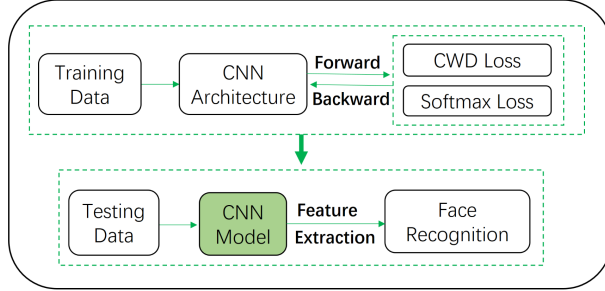 Training
Data
CNN
Architecture
Forward
Backward
CWD Loss
Softmax Loss
Testing
Data
CNN
Model
Feature
Extraction
Face
Recognition